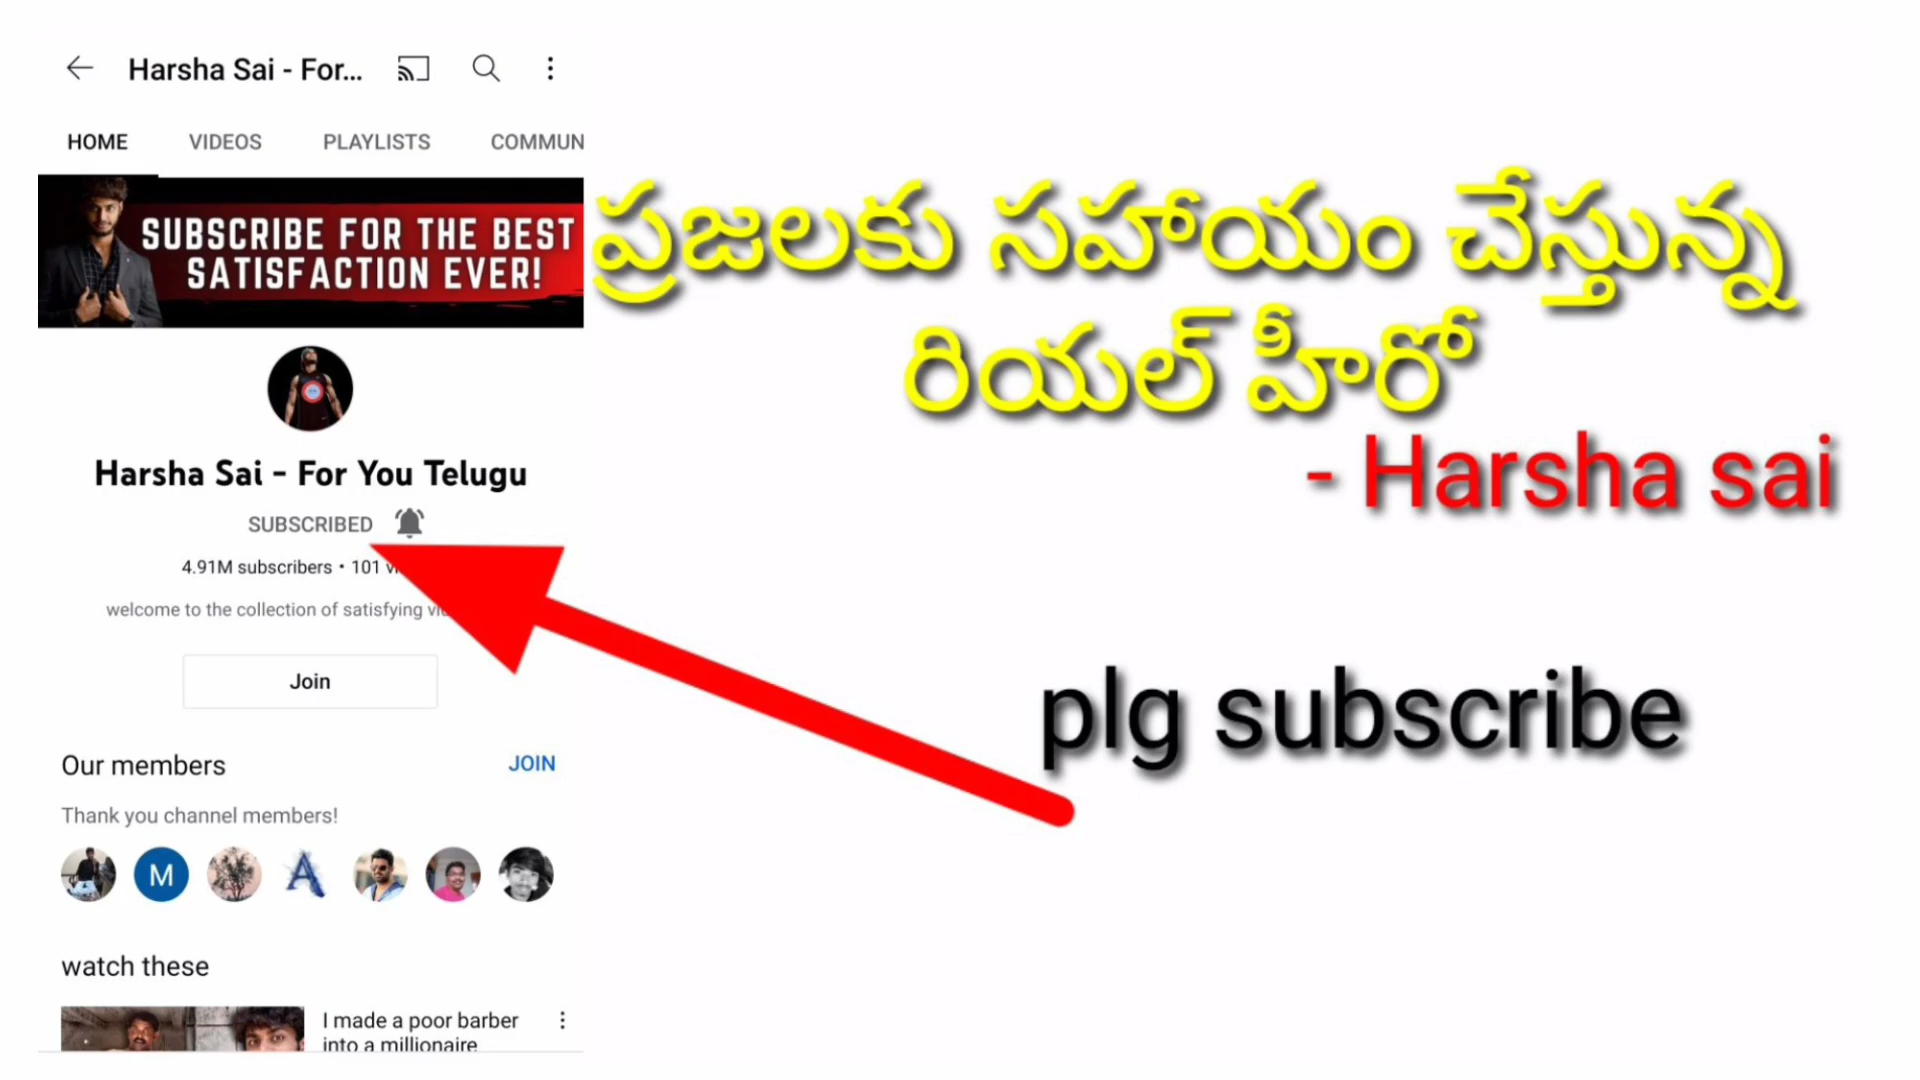 Harsha Sai - For...
HOME VIDEOS PLAYLISTS COMMUN
SUBSCRIBE FOR THE BEST
SATISFACTION EVER!
Harsha Sai - For You Telugu
SUBSCRIBED
4.91M subscribers • 101
welcome to the collection of satisfying
Join
Our members JOIN
Thank you channel members!
M A
watch these
I made a poor barber
into a millionaire
ప్రజలకు సహాయం చేస్తున్న
రియల్ హీరో
- Harsha sai
plg subscribe